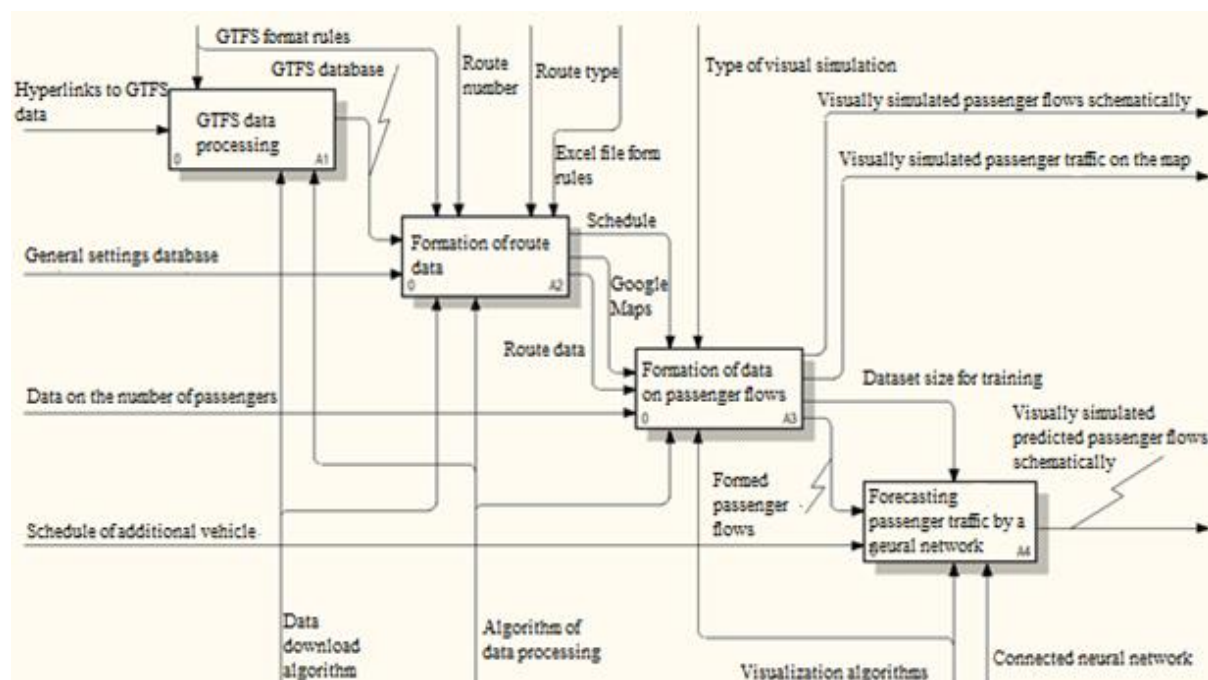 GTFS format rules
GTFS database
Route
number
Route type
Type of visual simulation
Hyperlinks to GTFS
data
Visually simulated passenger flows schematically
GTFS data
processing
0
A1
Excel file form
rules
Visually simulated passenger traffic on the map
Schedule
General settings database
Formation of route
data
0
A2
Google
Maps
Route data
Formation of data
on passenger flows
0
A3
Dataset size for training
Data on the number of passengers
Visually simulated
predicted passenger flows
schematically
Formed
passenger
flows
Forecasting
passenger traffic by a
neural network
A4
Schedule of additional vehicle
Data
download
algorithm
Algorithm of
data processing
Visualization algorithms
Connected neural network